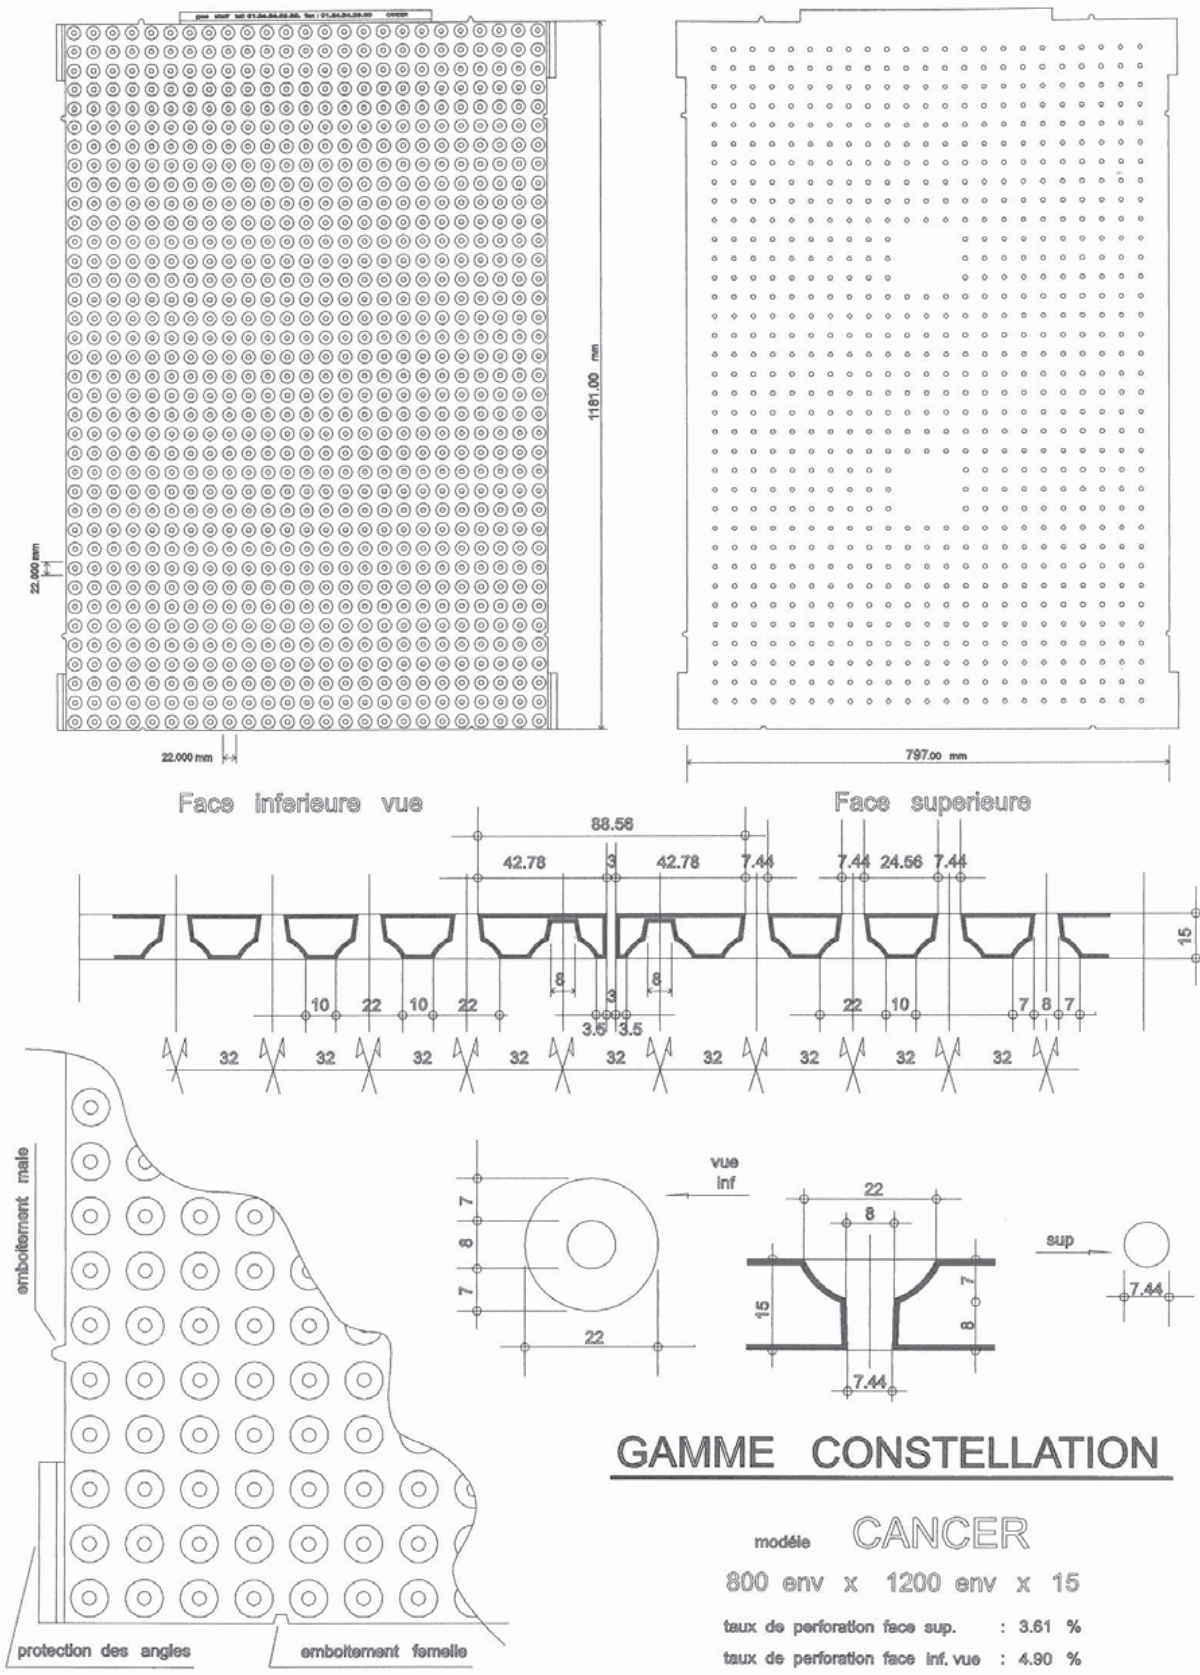 CANCER
1181.00 mm
22.000 mm
22.000 mm
797.00 mm
Face inferieure vue
Face superieure
88.56
42.78 3 42.78 7.44 7.44 24.56 7.44
15
8 8
10 22 10 22 3 22 10 7 8 7
3.5 3.5
32 32 32 32 32 32 32 32 32
emboitement male
vue
inf
7
8
7
22
22
8
15
7
8
7.44
sup
7.44
GAMME CONSTELLATION
modéle CANCER
800 env x 1200 env x 15
taux de perforation face sup. : 3.61 %
taux de perforation face inf. vue : 4.90 %
protection des angles
emboitement femelle